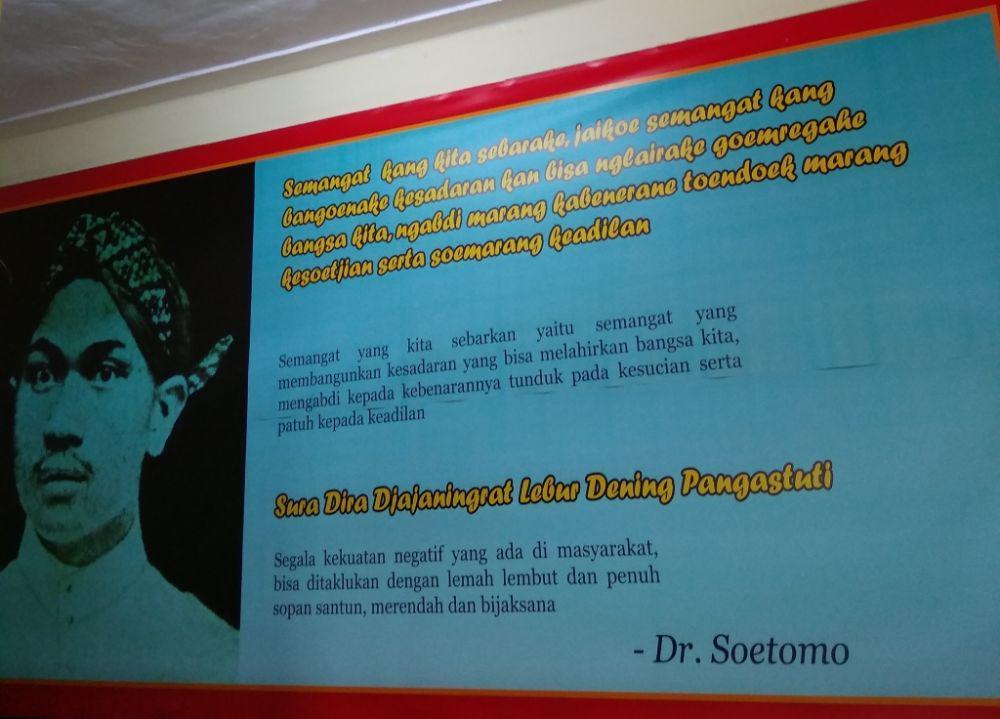 Semangat kang kita sebarake, jaikoe semangat kang
bangoenake kesadaran kan bisa nglairake goemregahe
bangsa kita, ngabdi marang kabenerane toendoek marang
kesoetjian serta soemarang keadilan
Semangat yang kita sebarkan yaitu semangat yang
membangunkan kesadaran yang bisa melahirkan bangsa kita,
mengabdi kepada kebenarannya tunduk pada kesucian serta
patuh kepada keadilan
Sura Dira Djajaningrat Lebur Dening Pangastuti
Segala kekuatan negatif yang ada di masyarakat,
bisa ditaklukan dengan lemah lembut dan penuh
sopan santun, merendah dan bijaksana
- Dr. Soetomo